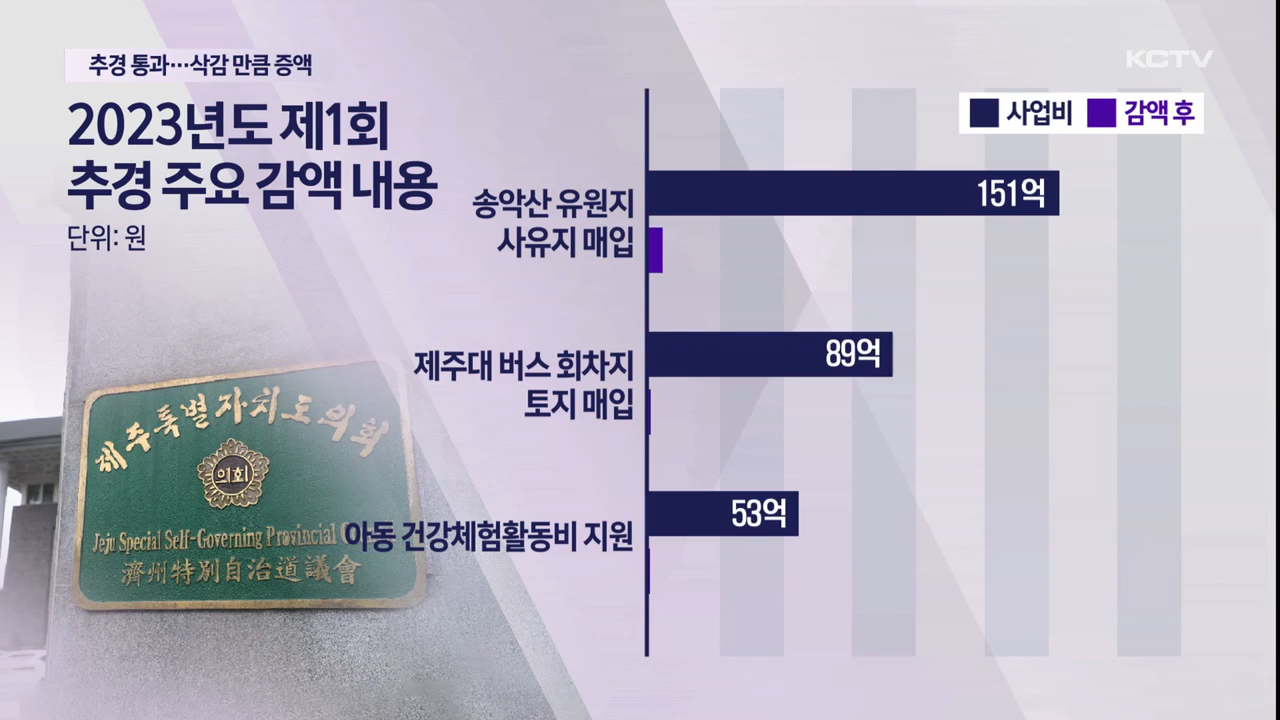 추경 통과…삭감 만큼 증액
KCTV
2023년도 제1회
추경 주요 감액 내용
단위: 원
사업비 감액 후
송악산 유원지
사유지 매입
151억
제주대 버스 회차지
토지 매입
89억
아동 건강체험활동비 지원
53억
제주특별자치도의회
의회
Jeju Special Self-Governing Provincial
濟州特別自治道議會